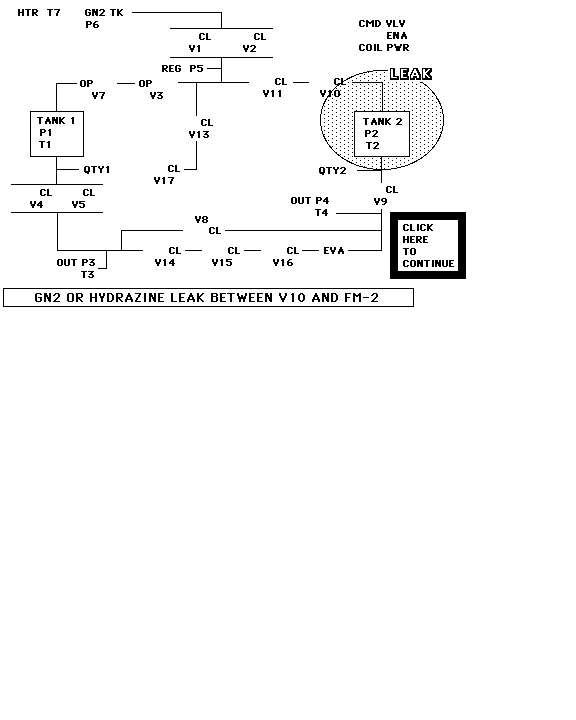 HTR T7 GN2 TK CMD VLV
P6 ENA
CL CL COIL PWR
V1 V2
REG P5 LEAK
OP OP CL CL
V7 V3 V11 V10
TANK 1 CL TANK 2
P1 V13 P2
T1 T2
QTY1 CL QTY2
V17
CL CL CL
V4 V5 OUT P4 V9
T4
V8
CL
CL CL CL EVA
V14 V15 V16
OUT P3
T3
CLICK
HERE
TO
CONTINUE
GN2 OR HYDRAZINE LEAK BETWEEN V10 AND FM-2